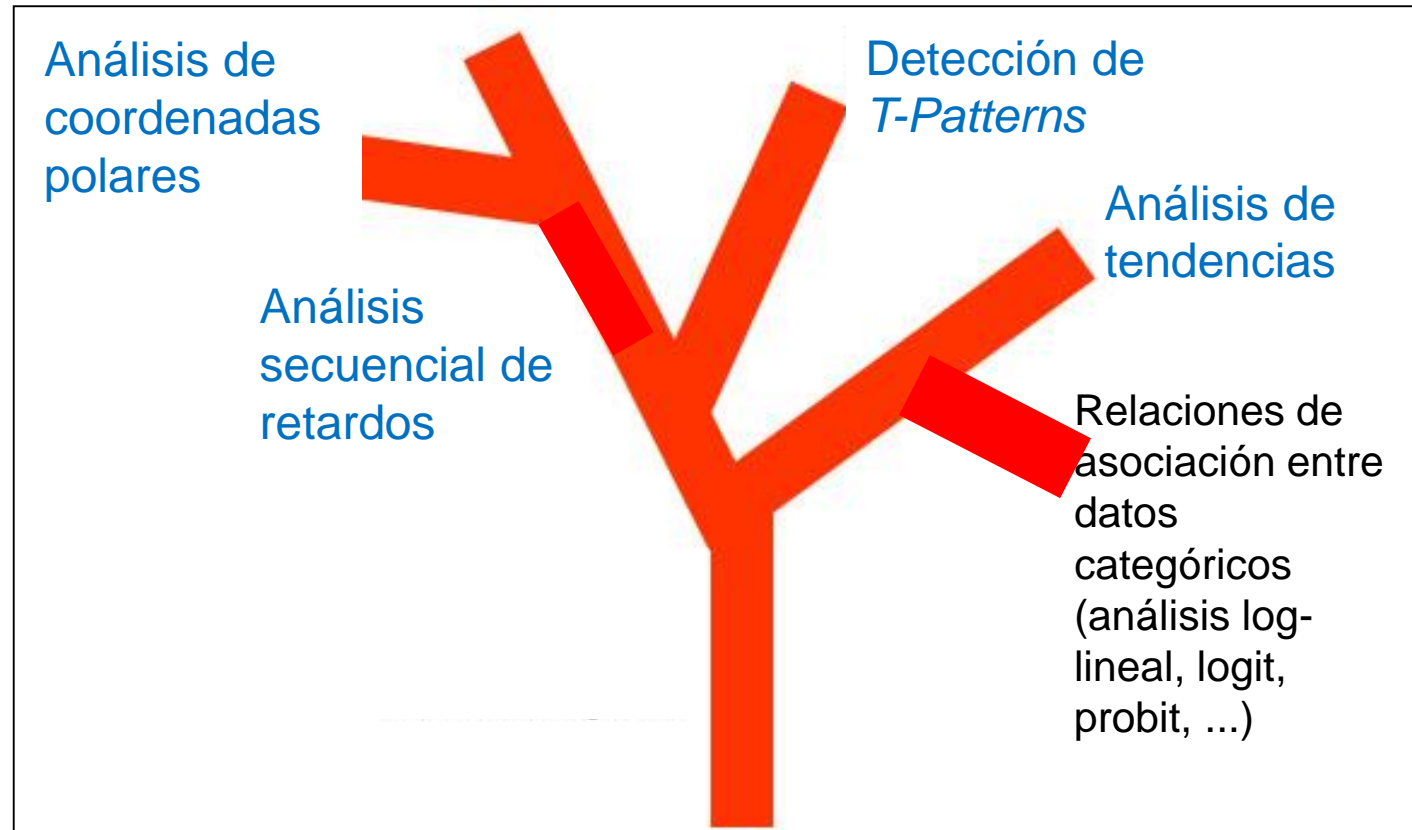 Análisis de
coordenadas
polares
Detección de
T-Patterns
Análisis de
tendencias
Análisis
secuencial de
retardos
Relaciones de
asociación entre
datos
categóricos
(análisis log-
lineal, logit,
probit, ...)